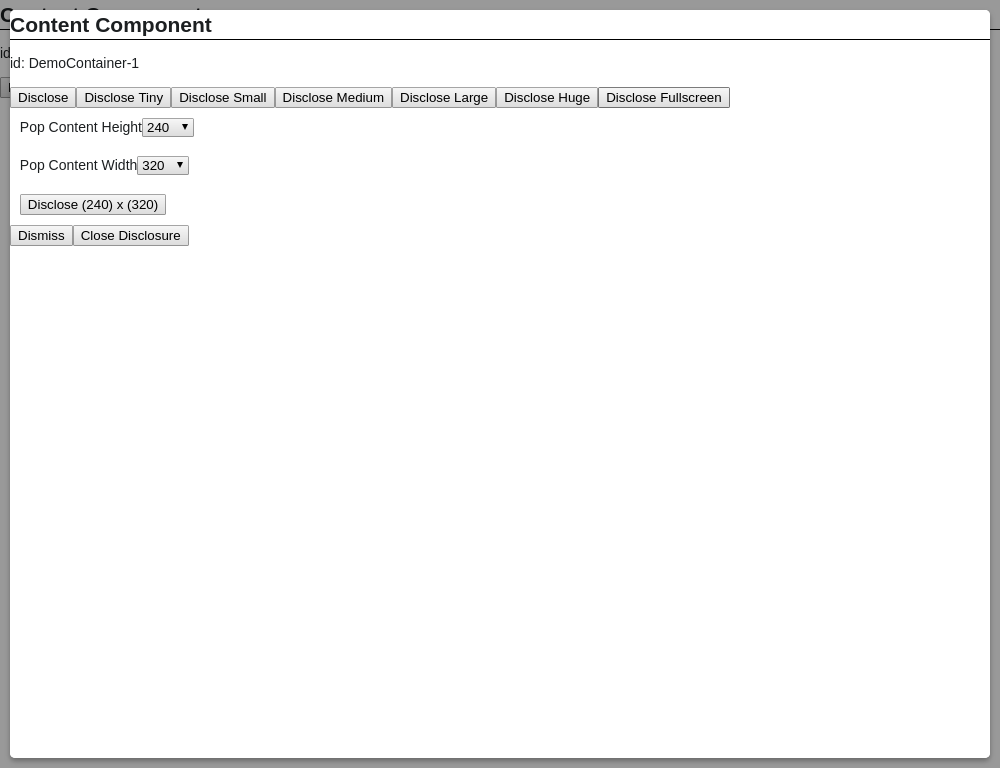 Content Component
id: DemoContainer-1
Disclose Disclose Tiny Disclose Small Disclose Medium Disclose Large Disclose Huge Disclose Fullscreen
Pop Content Height 240
Pop Content Width 320
Disclose (240) x (320)
Dismiss Close Disclosure